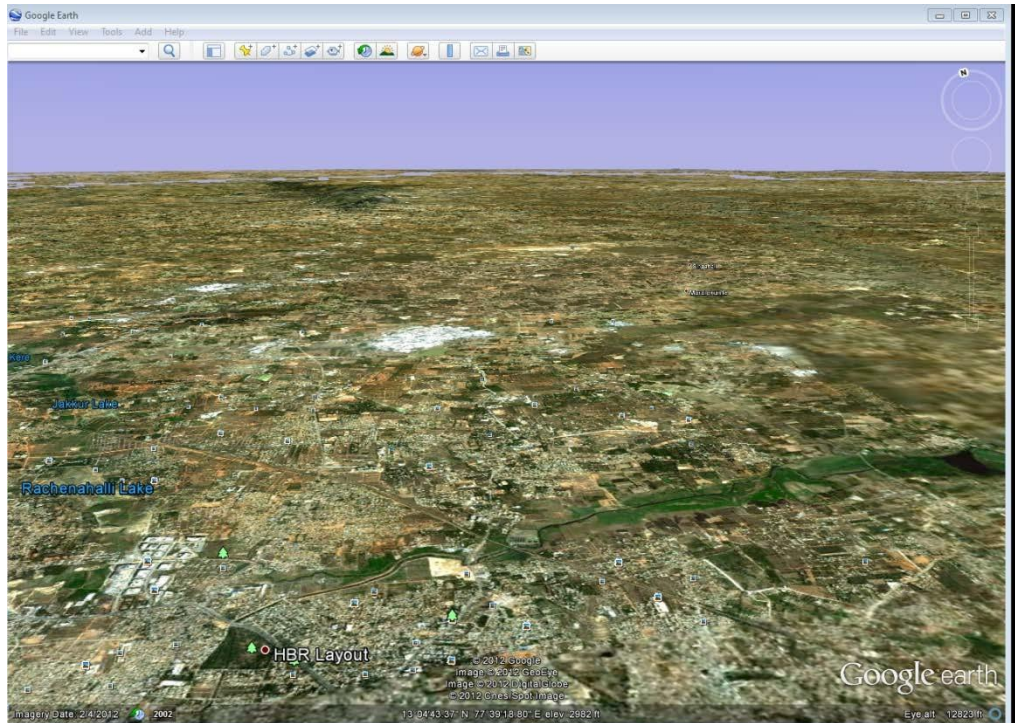 Google Earth
File Edit View Tools Add Help
N
Jakkur Lake
Rachenahalli Lake
HBR Layout
© 2012 Google
Image © 2012 GeoEye
Image © 2012 DigitalGlobe
© 2012 Cnes/Spot Image
Google earth
Imagery Date: 2/4/2012 2002 13°04'43.37" N 77°39'18.80" E elev 2982 ft Eye alt 12823 ft